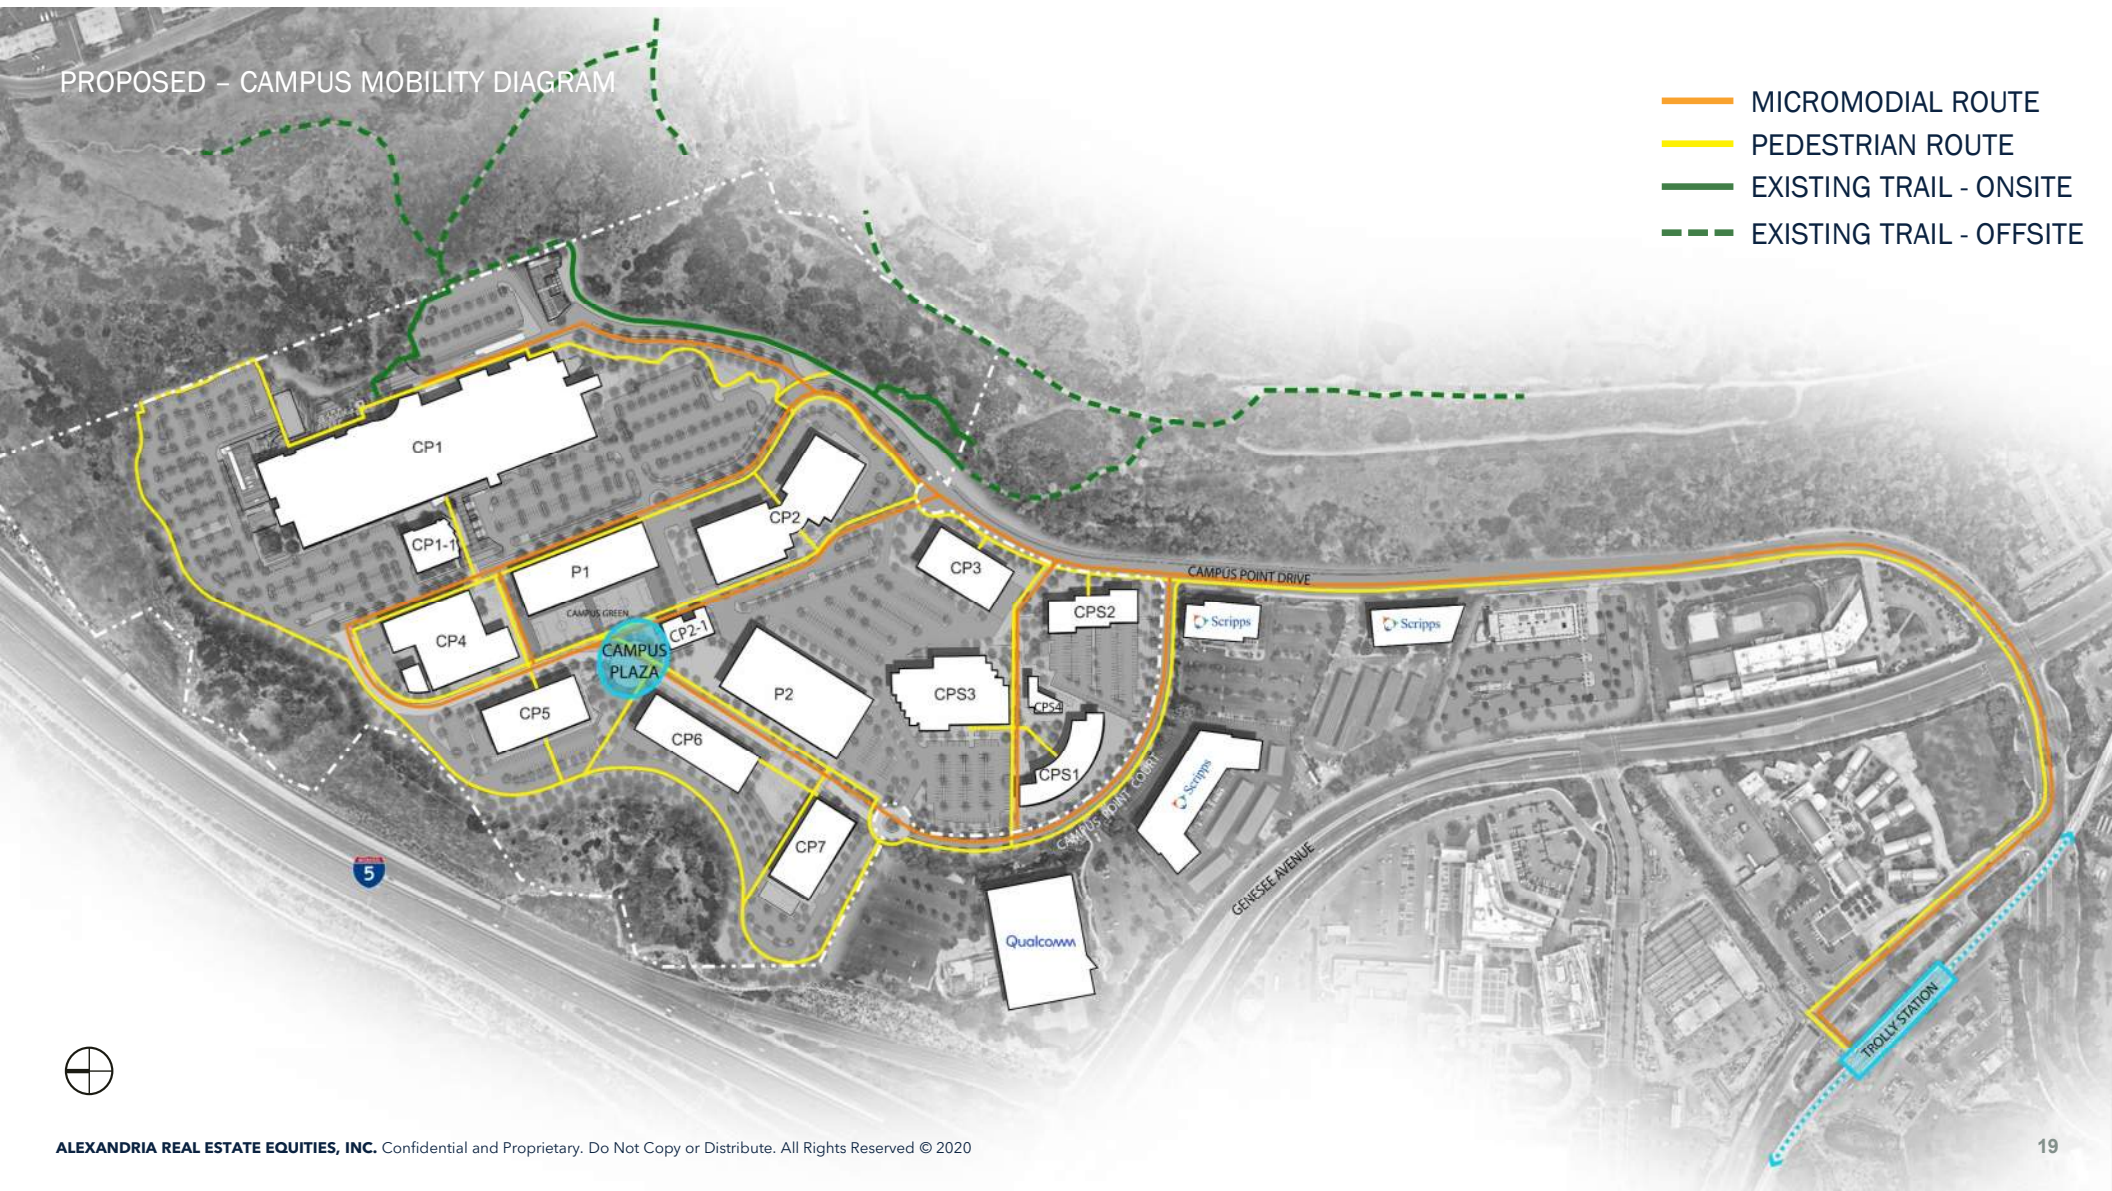 PROPOSED – CAMPUS MOBILITY DIAGRAM
MICROMODIAL ROUTE
PEDESTRIAN ROUTE
EXISTING TRAIL - ONSITE
EXISTING TRAIL - OFFSITE
CP1
CP1-1
CP2
P1
CP3
CAMPUS POINT DRIVE
CAMPUS GREEN
CP2-1
CPS2
Scripps
Scripps
CP4
CAMPUS
PLAZA
P2
CPS3
CPS4
CP5
CP6
CPS1
CAMPUS POINT COURT
Scripps
CP7
INTERSTATE
5
GENESEE AVENUE
Qualcomm
TROLLY STATION
ALEXANDRIA REAL ESTATE EQUITIES, INC. Confidential and Proprietary. Do Not Copy or Distribute. All Rights Reserved © 2020
19